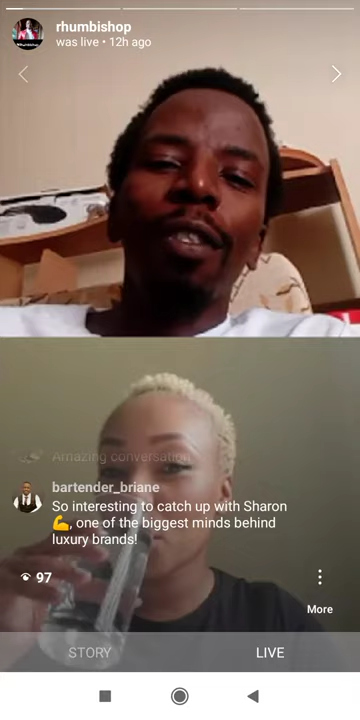 rhumbishop
was live • 12h ago
Amazing conversation
bartender_briane
So interesting to catch up with Sharon
💪, one of the biggest minds behind
luxury brands!
97
More
STORY
LIVE